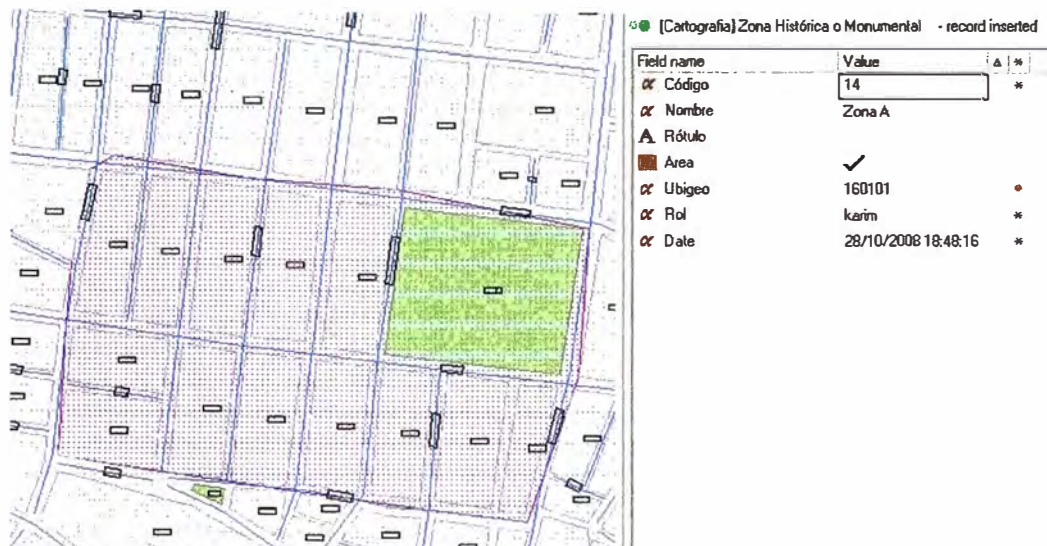 [Cartografia] Zona Histórica o Monumental - record inserted
Field name Value Δ *
α Código 14 *
α Nombre Zona A
A Rótulo
Area ✓
α Ubigeo 160101
α Rol karim *
α Date 28/10/2008 18:48:16 *